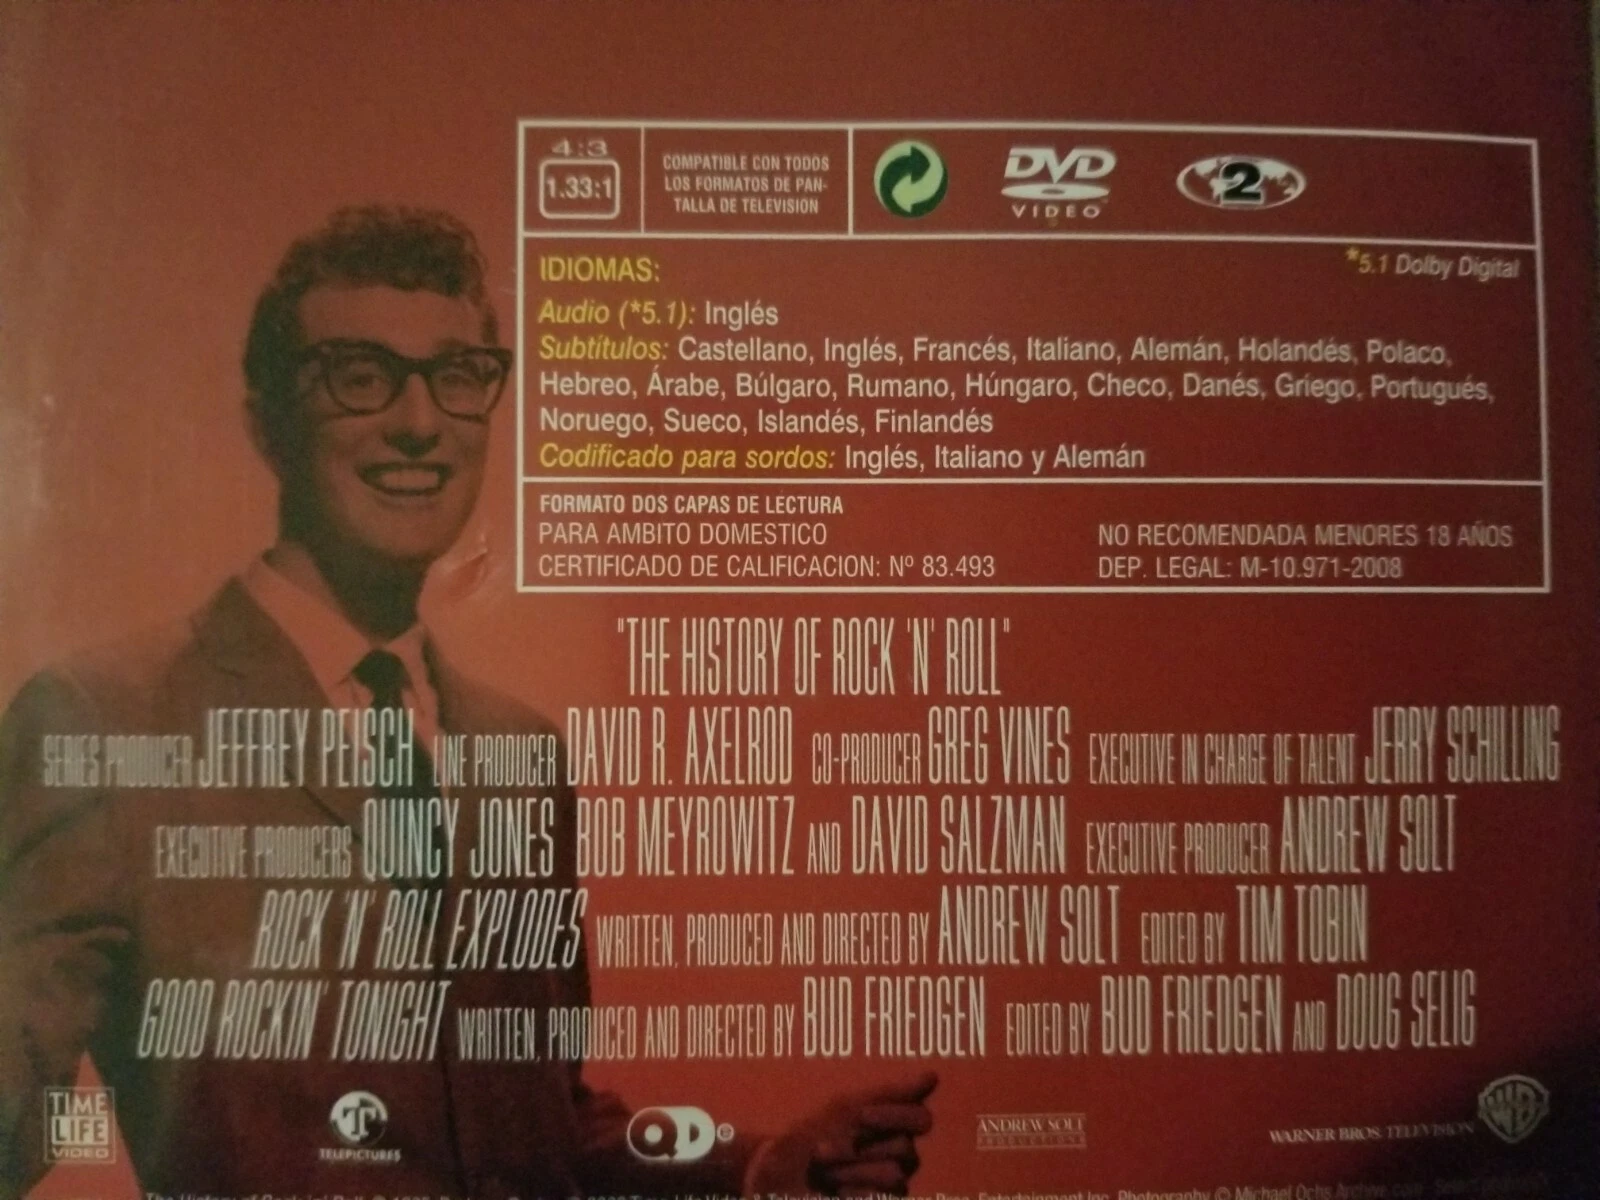 4:3
1.33:1
COMPATIBLE CON TODOS
LOS FORMATOS DE PAN-
TALLA DE TELEVISION
DVD
VIDEO
2
IDIOMAS:
*5.1 Dolby Digital
Audio (*5.1): Inglés
Subtítulos: Castellano, Inglés, Francés, Italiano, Alemán, Holandés, Polaco,
Hebreo, Árabe, Búlgaro, Rumano, Húngaro, Checo, Danés, Griego, Portugués,
Noruego, Sueco, Islandés, Finlandés
Codificado para sordos: Inglés, Italiano y Alemán
FORMATO DOS CAPAS DE LECTURA
PARA AMBITO DOMESTICO
CERTIFICADO DE CALIFICACION: Nº 83.493
NO RECOMENDADA MENORES 18 AÑOS
DEP. LEGAL: M-10.971-2008
"THE HISTORY OF ROCK 'N' ROLL"
SERIES PRODUCER JEFFREY PEISCH LINE PRODUCER DAVID R. AXELROD CO-PRODUCER GREG VINES EXECUTIVE IN CHARGE OF TALENT JERRY SCHILLING
EXECUTIVE PRODUCERS QUINCY JONES BOB MEYROWITZ AND DAVID SALZMAN EXECUTIVE PRODUCER ANDREW SOLT
ROCK 'N' ROLL EXPLODES WRITTEN, PRODUCED AND DIRECTED BY ANDREW SOLT EDITED BY TIM TOBIN
GOOD ROCKIN' TONIGHT WRITTEN, PRODUCED AND DIRECTED BY BUD FRIEDGEN EDITED BY BUD FRIEDGEN AND DOUG SELIG
TIME
LIFE
VIDEO
T
TELEPICTURES
QDe
ANDREW SOLT
PRODUCTIONS
WARNER BROS. TELEVISION
WB